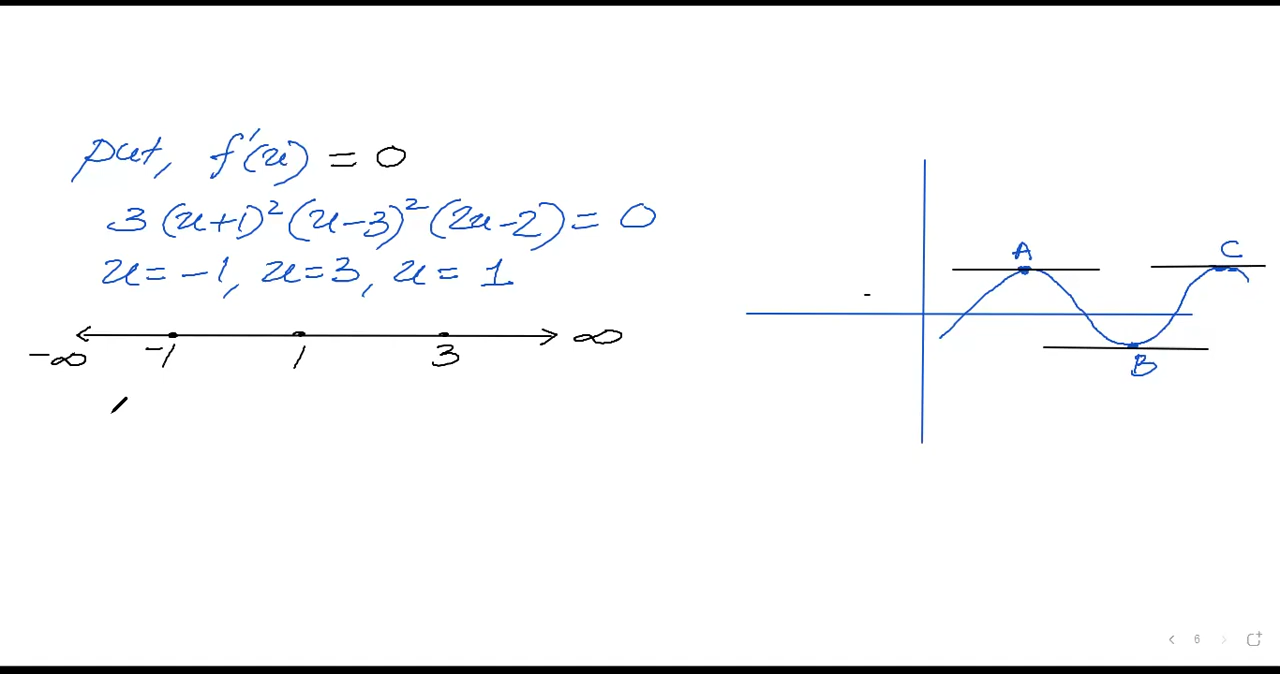 put, f'(x) = 0
3 (x+1)² (x-3)² (2x-2) = 0
x = -1, x = 3, x = 1
-∞ -1 1 3 ∞
A C
B
6